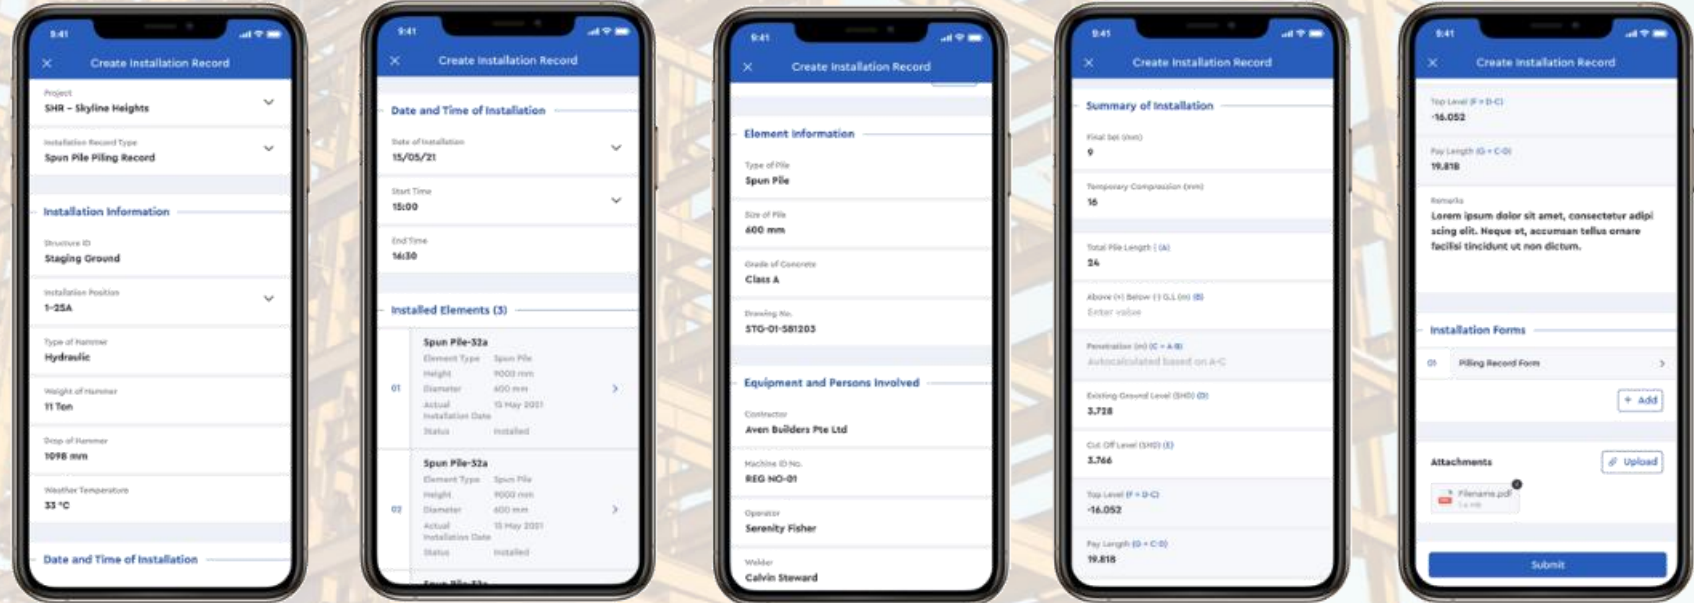 9:41
Create Installation Record
Project
SHR – Skyline Heights
Installation Record Type
Spun Pile Piling Record
Installation Information
Structure ID
Staging Ground
Installation Position
1-25A
Type of Hammer
Hydraulic
Weight of Hammer
11 Ton
Drop of Hammer
1098 mm
Weather Temperature
33 °C
Date and Time of Installation
9:41
Create Installation Record
Date and Time of Installation
Date of Installation
15/05/21
Start Time
15:00
End Time
16:30
Installed Elements (3)
01
Spun Pile-32a
Element Type Spun Pile
Height 9000 mm
Diameter 600 mm
Actual 15 May 2021
Installation Date
Status Installed
02
Spun Pile-32a
Element Type Spun Pile
Height 9000 mm
Diameter 600 mm
Actual 15 May 2021
Installation Date
Status Installed
Spun Pile-32a
9:41
Create Installation Record
Element Information
Type of Pile
Spun Pile
Size of Pile
600 mm
Grade of Concrete
Class A
Drawing No.
STG-01-S81203
Equipment and Persons Involved
Contractor
Aven Builders Pte Ltd
Machine ID No.
REG NO-01
Operator
Serenity Fisher
Welder
Calvin Steward
9:41
Create Installation Record
Summary of Installation
Final Set (mm)
9
Temporary Compression (mm)
16
Total Pile Length | (A)
24
Above (+) Below (-) G.L (m) (B)
Enter value
Penetration (m) (C = A-B)
Autocalculated based on A-C
Existing Ground Level (SHD) (D)
3.728
Cut Off Level (SHD) (E)
3.766
Top Level (F = D-C)
-16.052
Pay Length (G = C-D)
19.818
9:41
Create Installation Record
Top Level (F = D-C)
-16.052
Pay Length (G = C-D)
19.818
Remarks
Lorem ipsum dolor sit amet, consectetur adipi
scing elit. Neque et, accumsan tellus ornare
facilisi tincidunt ut non dictum.
Installation Forms
01 Pilling Record Form
+ Add
Attachments
Upload
Filename.pdf
Submit